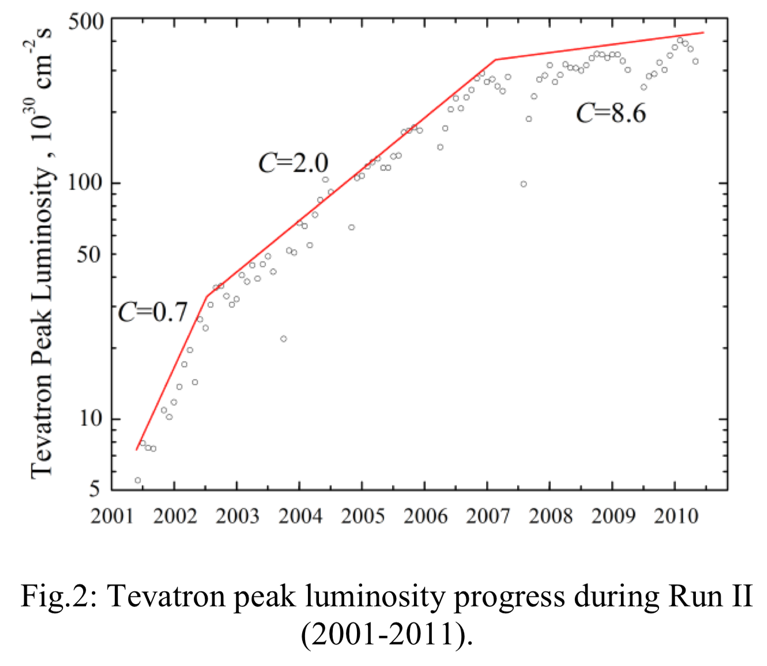 Tevatron Peak Luminosity , 10³⁰ cm⁻²s
500
100
50
10
5
C=2.0
C=8.6
C=0.7
2001 2002 2003 2004 2005 2006 2007 2008 2009 2010
Fig.2: Tevatron peak luminosity progress during Run II
(2001-2011).